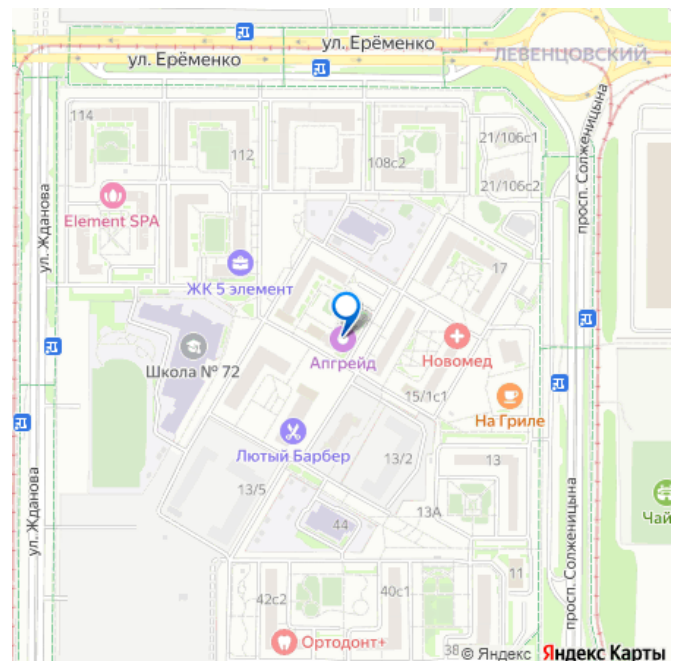 ул. Ерёменко
ул. Ерёменко
ЛЕВЕНЦОВСКИЙ
114
112
108с2
21/106с1
21/106с2
просп. Солженицына
ул. Жданова
Element SPA
17
ЖК 5 элемент
Школа № 72
Апгрейд
Новомед
15/1с1
На Гриле
Лютый Барбер
13/2
13
13/5
13А
44
Чай
ул. Жданова
просп. Солженицына
11
42с2
40с1
Ортодонт+
38
© Яндекс Яндекс Карты